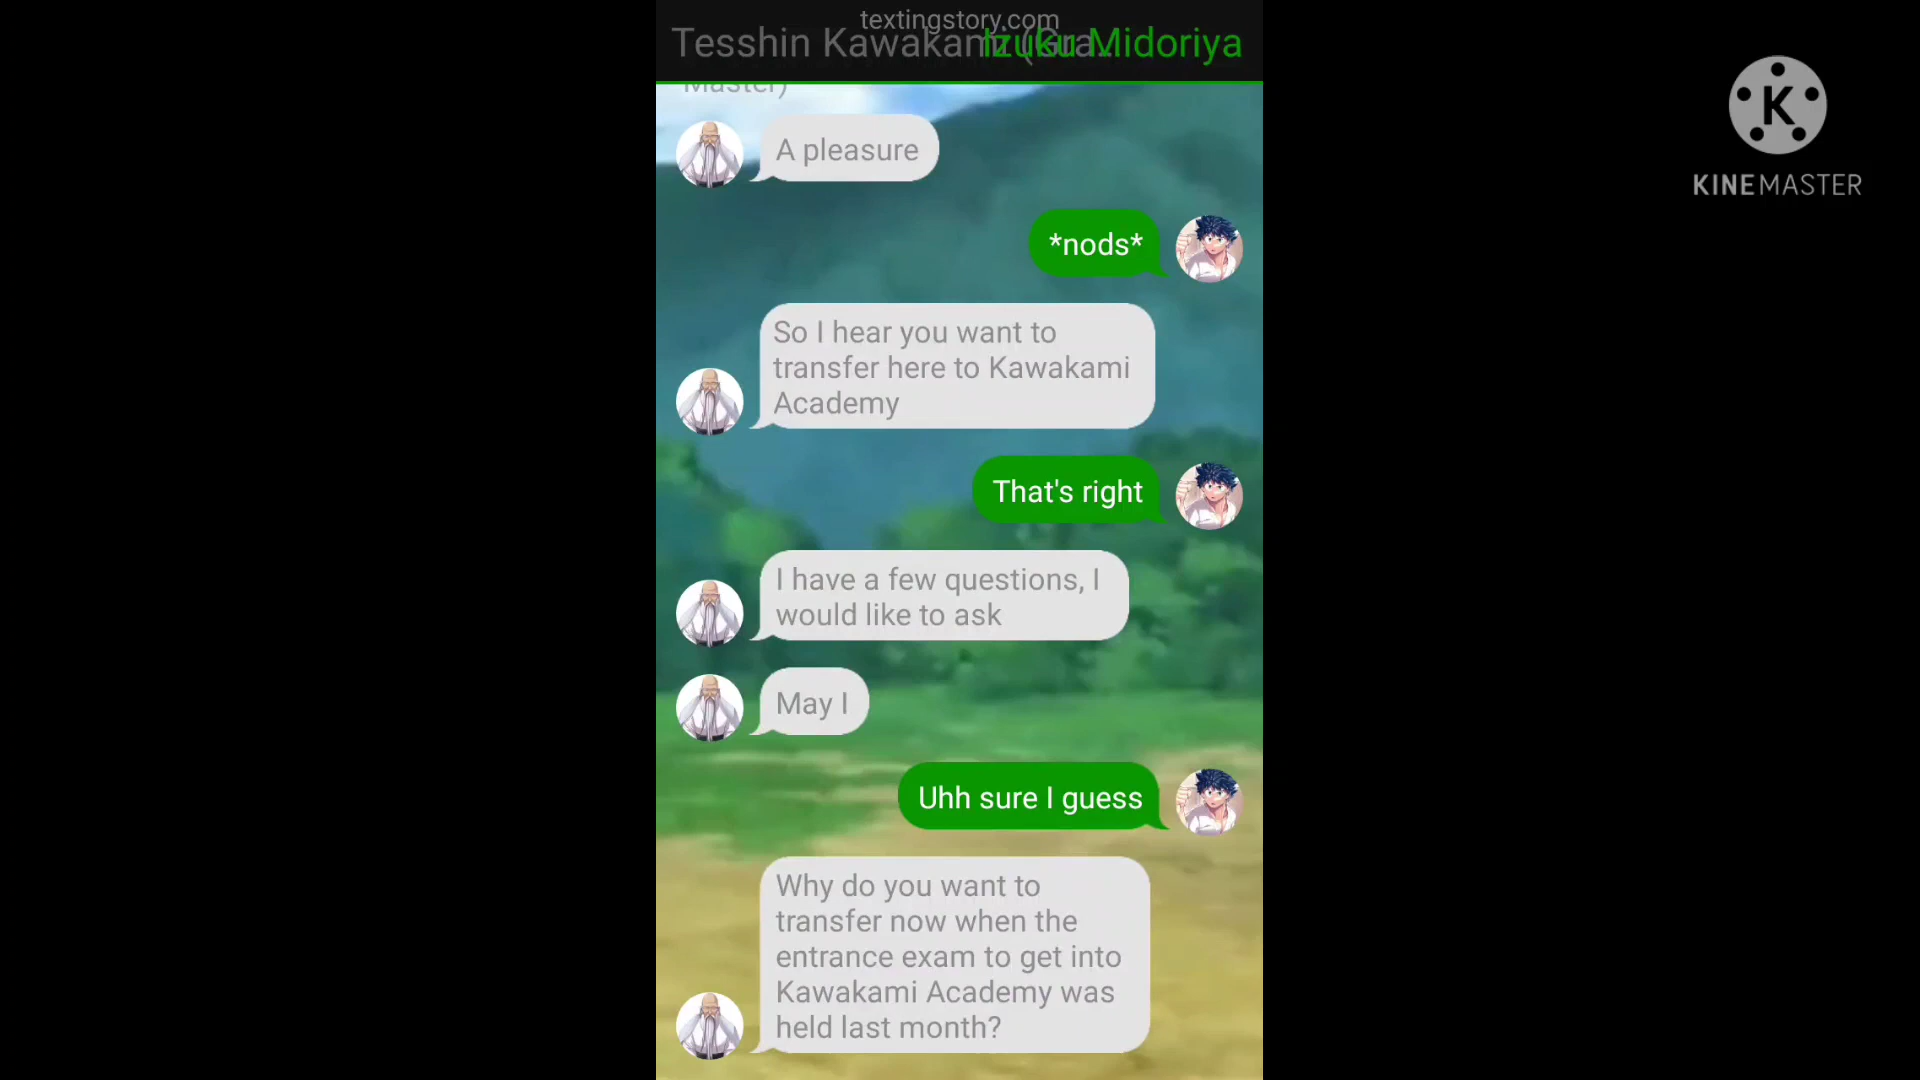 textingstory.com
Tesshin Kawakami (Gra...
Izuku Midoriya
Master)
A pleasure
*nods*
So I hear you want to
transfer here to Kawakami
Academy
That's right
I have a few questions, I
would like to ask
May I
Uhh sure I guess
Why do you want to
transfer now when the
entrance exam to get into
Kawakami Academy was
held last month?
K
KINEMASTER